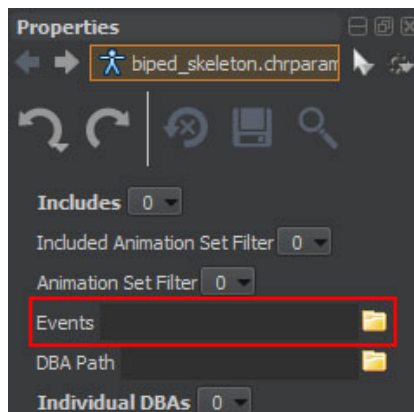 Properties
biped_skeleton.chrparam
Includes 0
Included Animation Set Filter 0
Animation Set Filter 0
Events
DBA Path
Individual DBAs 0